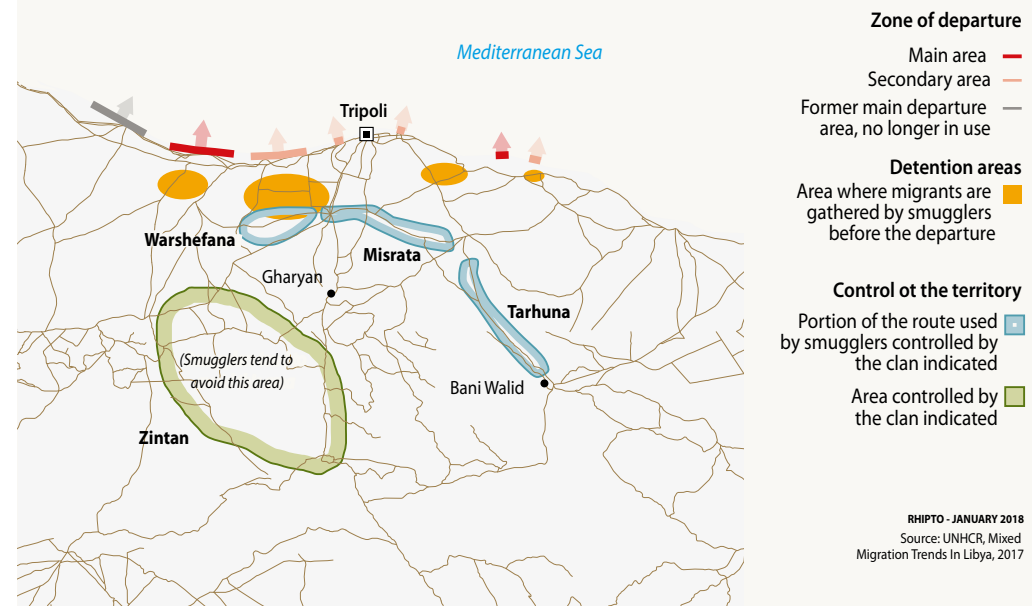 Mediterranean Sea
Tripoli
Warshefana
Misrata
Gharyan
Tarhuna
(Smugglers tend to
avoid this area)
Bani Walid
Zintan
Zone of departure
Main area
Secondary area
Former main departure
area, no longer in use
Detention areas
Area where migrants are
gathered by smugglers
before the departure
Control ot the territory
Portion of the route used
by smugglers controlled by
the clan indicated
Area controlled by
the clan indicated
RHIPTO - JANUARY 2018
Source: UNHCR, Mixed
Migration Trends In Libya, 2017